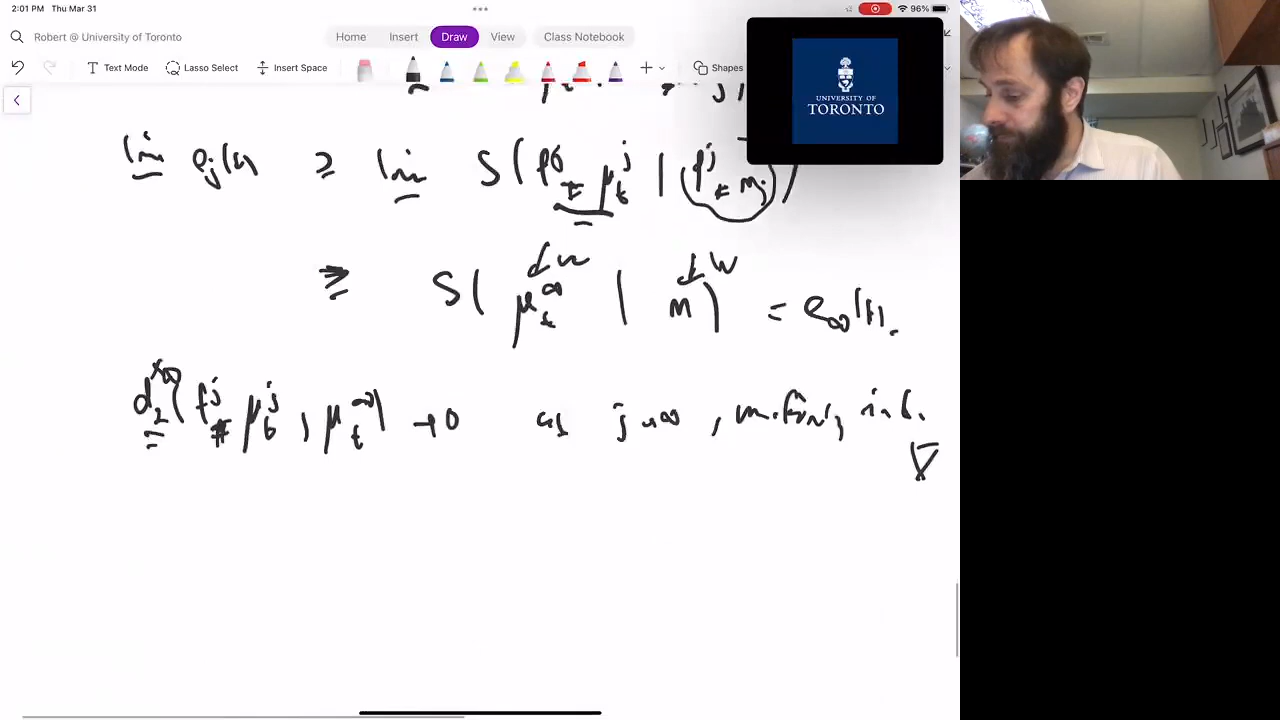 2:01 PM Thu Mar 31
96%
Robert @ University of Toronto
Home Insert Draw View Class Notebook
Text Mode Lasso Select Insert Space Shapes
UNIVERSITY OF
TORONTO
lim e_j(t) ≥ lim S( f^j_# μ^j_t | f^j_# m_j )
≥ S( μ^∞_t | m ) = e_∞(t).
d_2^{X_∞}( f^j_# μ^j_t , μ^∞_t ) → 0 as j→∞, in t.